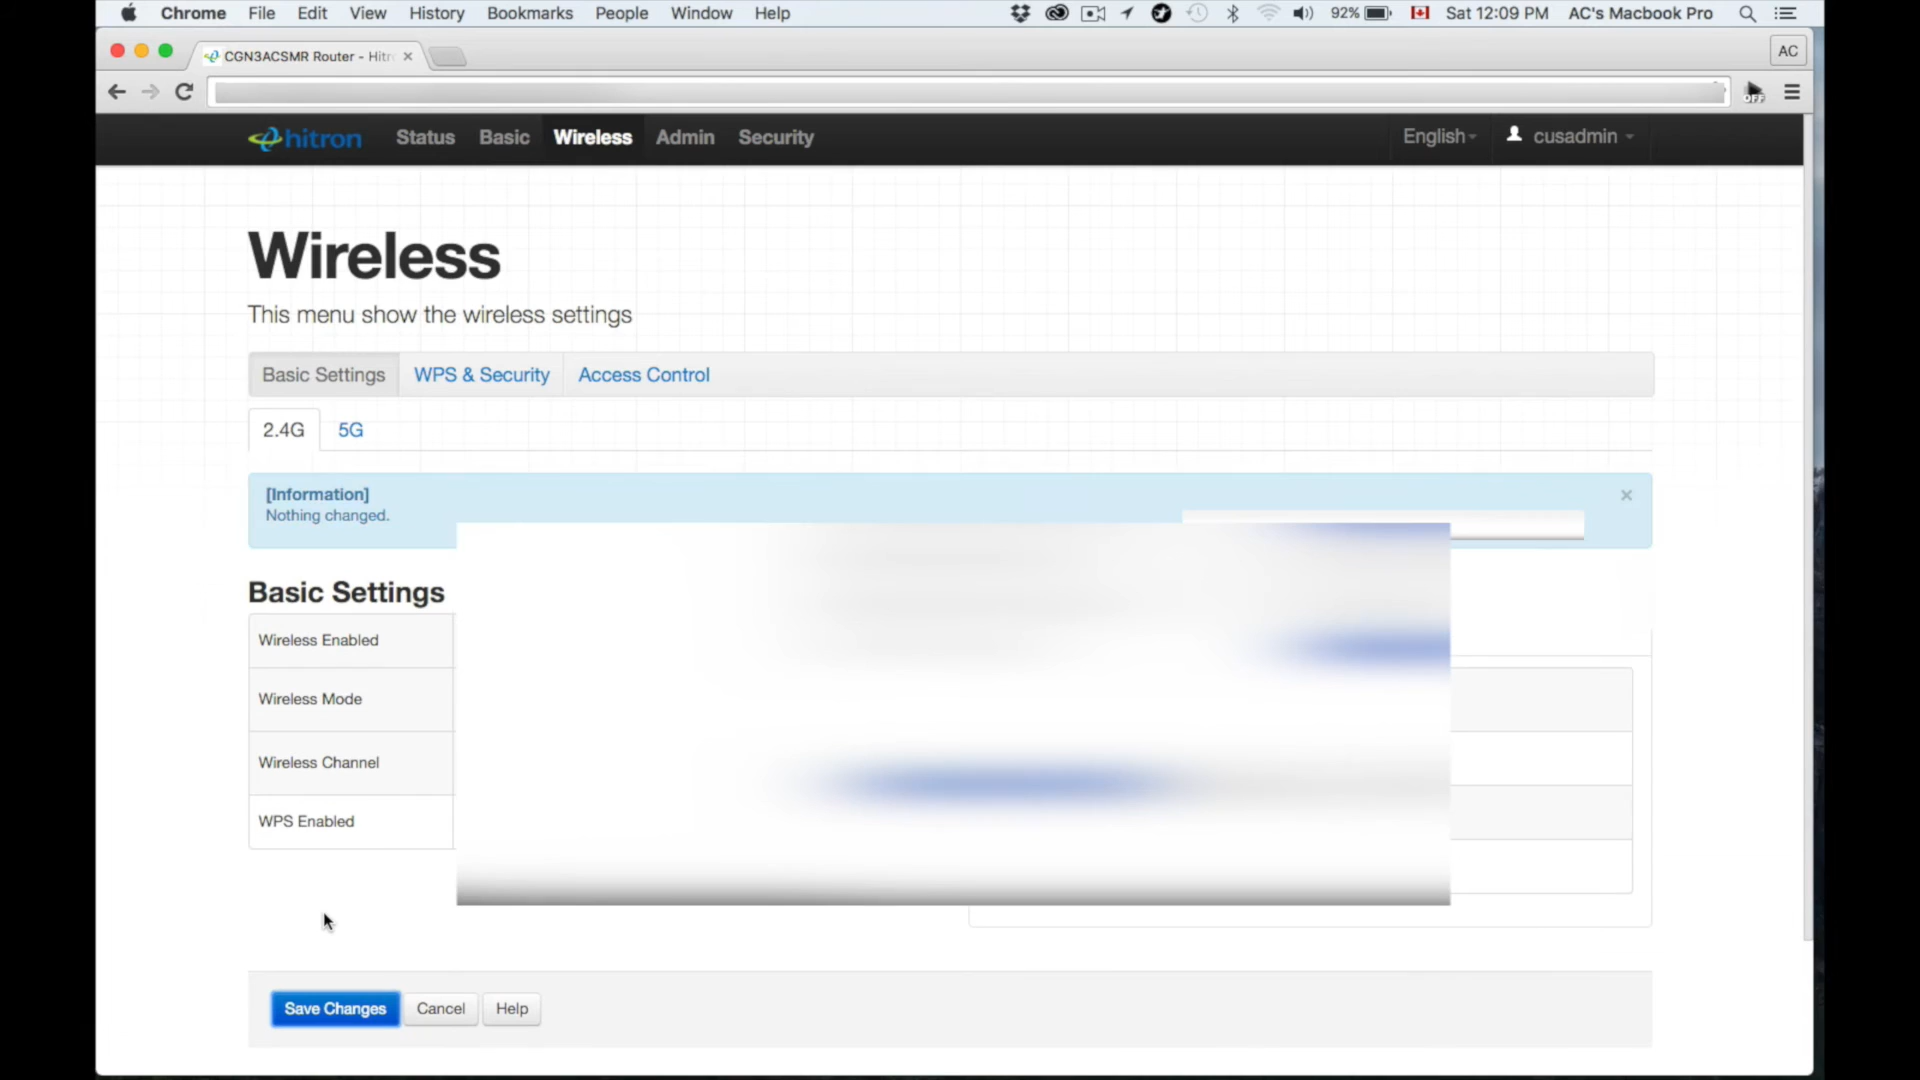 Chrome File Edit View History Bookmarks People Window Help 92% Sat 12:09 PM AC's Macbook Pro
CGN3ACSMR Router - Hitr AC
OFF
hitron Status Basic Wireless Admin Security English cusadmin
Wireless
This menu show the wireless settings
Basic Settings WPS & Security Access Control
2.4G 5G
[Information]
Nothing changed.
Basic Settings
Wireless Enabled
Wireless Mode
Wireless Channel
WPS Enabled
Save Changes Cancel Help